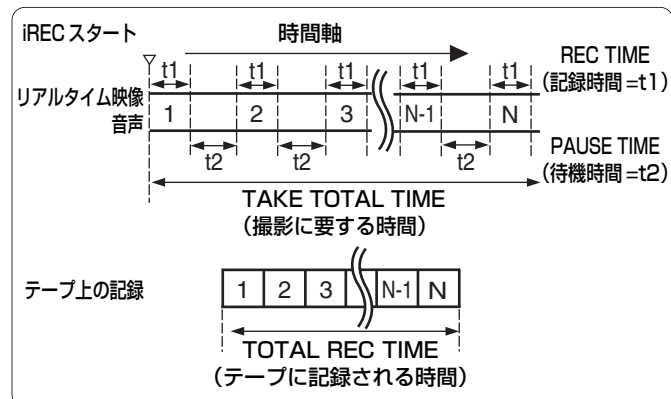 iREC スタート
時間軸
t1 t1 t1 t1 t1
REC TIME
(記録時間=t1)
リアルタイム映像
音声
1 2 3 N-1 N
t2 t2 t2
PAUSE TIME
(待機時間=t2)
TAKE TOTAL TIME
(撮影に要する時間)
テープ上の記録
1 2 3 N-1 N
TOTAL REC TIME
(テープに記録される時間)